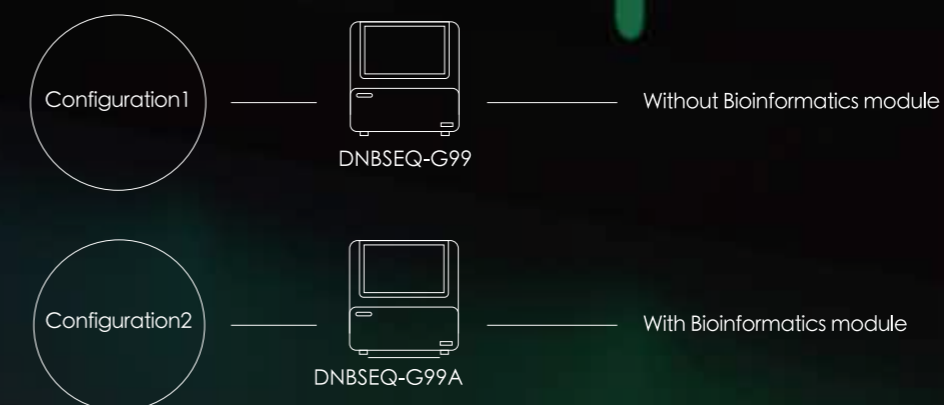 Configuration1
Without Bioinformatics module
DNBSEQ-G99
Configuration2
With Bioinformatics module
DNBSEQ-G99A